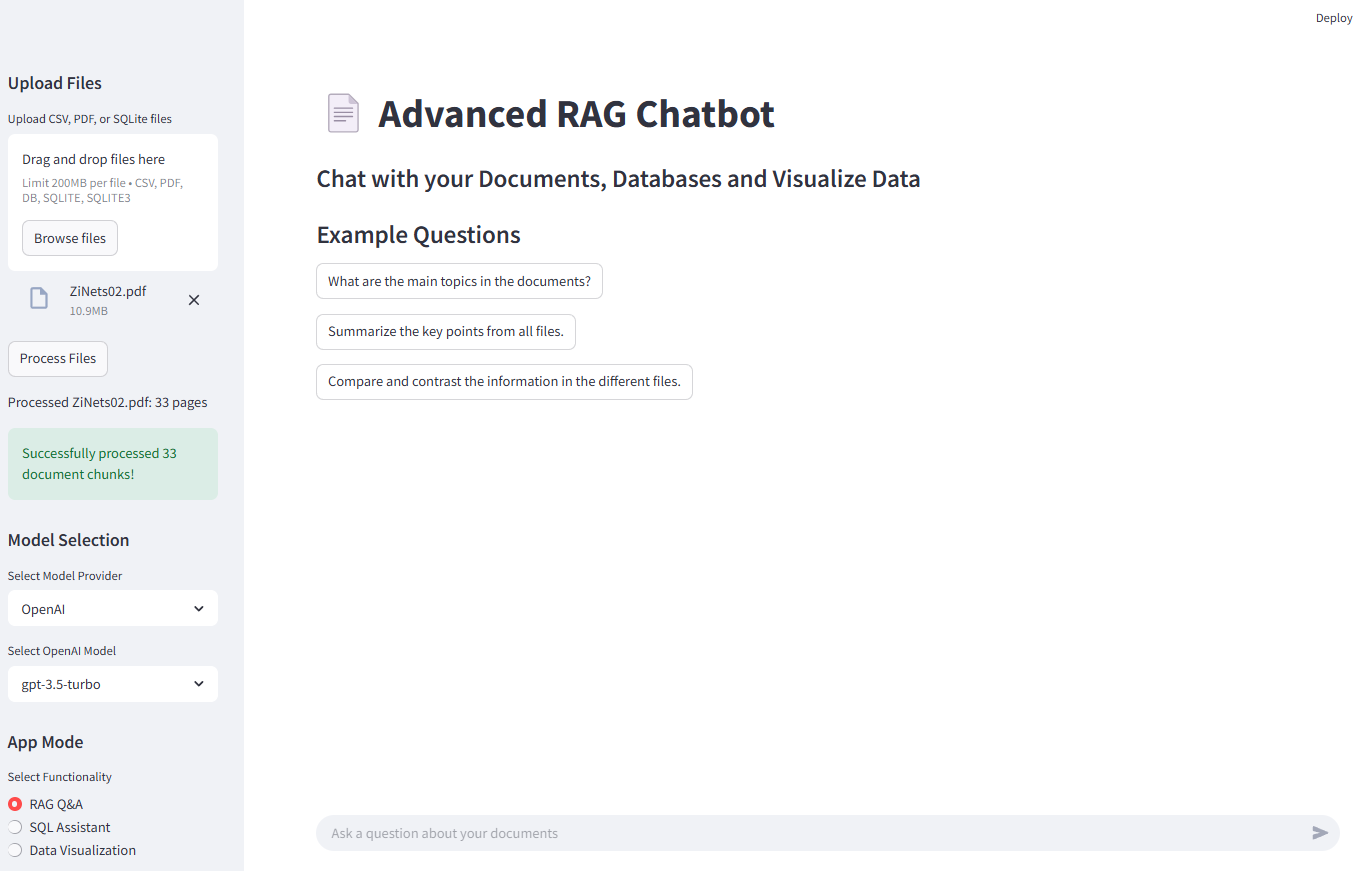 Deploy
Upload Files
Upload CSV, PDF, or SQLite files
Drag and drop files here
Limit 200MB per file • CSV, PDF,
DB, SQLITE, SQLITE3
Browse files
ZiNets02.pdf
10.9MB
Process Files
Processed ZiNets02.pdf: 33 pages
Successfully processed 33
document chunks!
Model Selection
Select Model Provider
OpenAI
Select OpenAI Model
gpt-3.5-turbo
App Mode
Select Functionality
RAG Q&A
SQL Assistant
Data Visualization
Advanced RAG Chatbot
Chat with your Documents, Databases and Visualize Data
Example Questions
What are the main topics in the documents?
Summarize the key points from all files.
Compare and contrast the information in the different files.
Ask a question about your documents